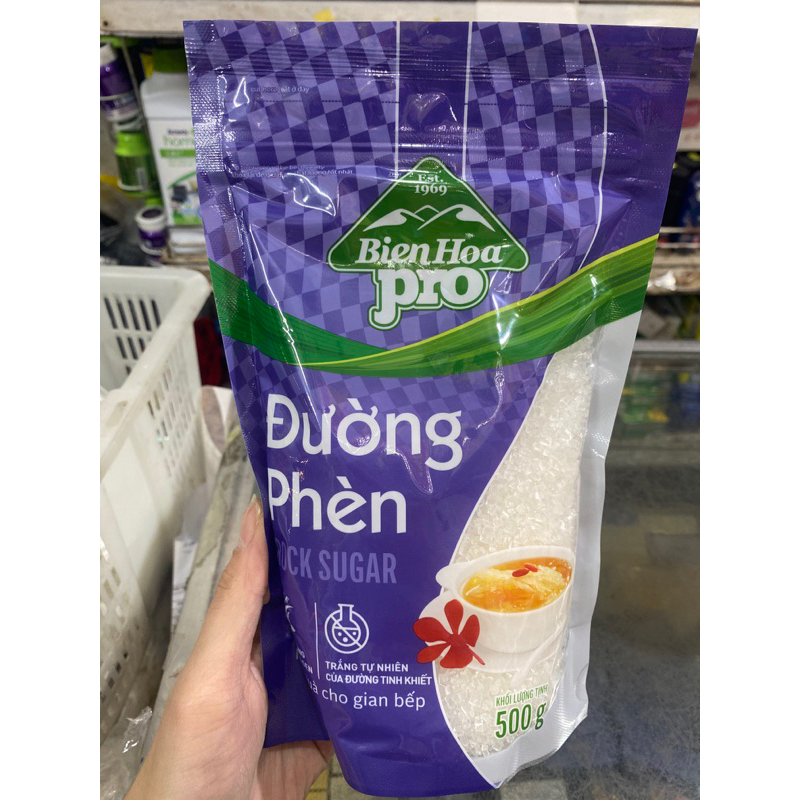 Est.
1969
Bien Hoa
pro
Đường
Phèn
ROCK SUGAR
TRẮNG TỰ NHIÊN
CỦA ĐƯỜNG TINH KHIẾT
cho gian bếp
KHỐI LƯỢNG TỊNH
500 g